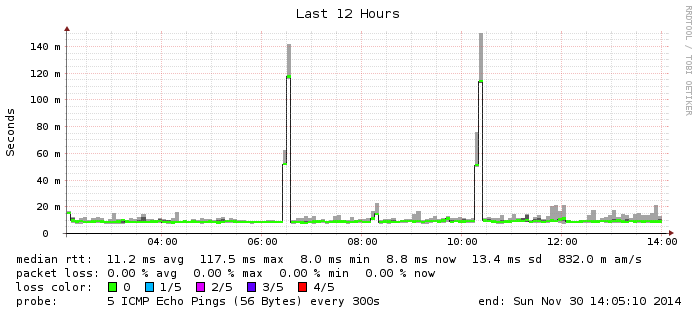 Last 12 Hours
RRDTOOL / TOBI OETIKER
Seconds
140 m
120 m
100 m
80 m
60 m
40 m
20 m
0
04:00 06:00 08:00 10:00 12:00 14:00
median rtt: 11.2 ms avg 117.5 ms max 8.0 ms min 8.8 ms now 13.4 ms sd 832.0 m am/s
packet loss: 0.00 % avg 0.00 % max 0.00 % min 0.00 % now
loss color: 0 1/5 2/5 3/5 4/5
probe: 5 ICMP Echo Pings (56 Bytes) every 300s end: Sun Nov 30 14:05:10 2014